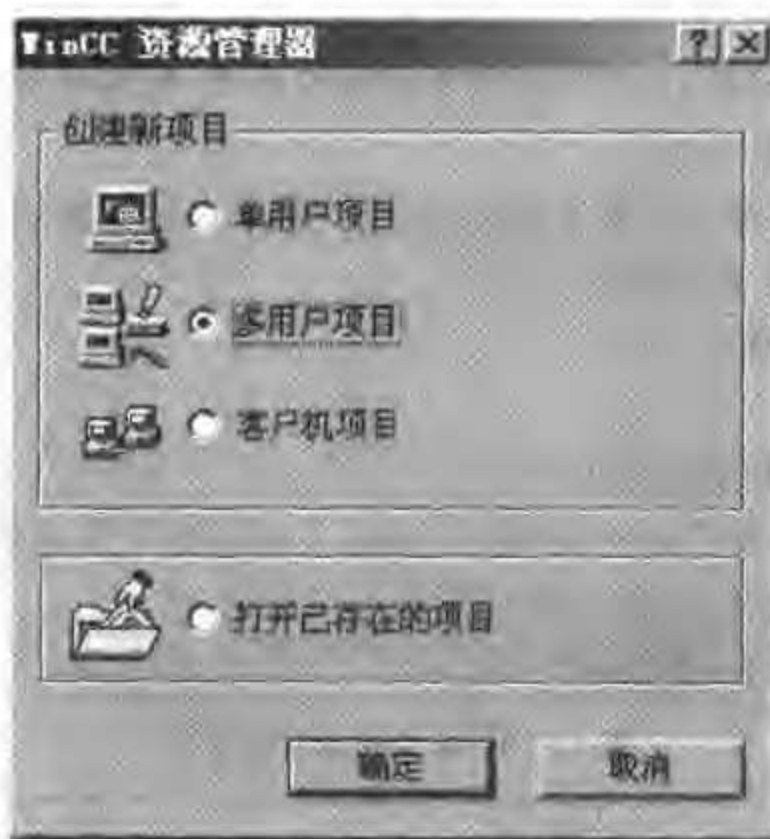 WinCC 资源管理器
创建新项目
单用户项目
多用户项目
客户机项目
打开已存在的项目
确定
取消